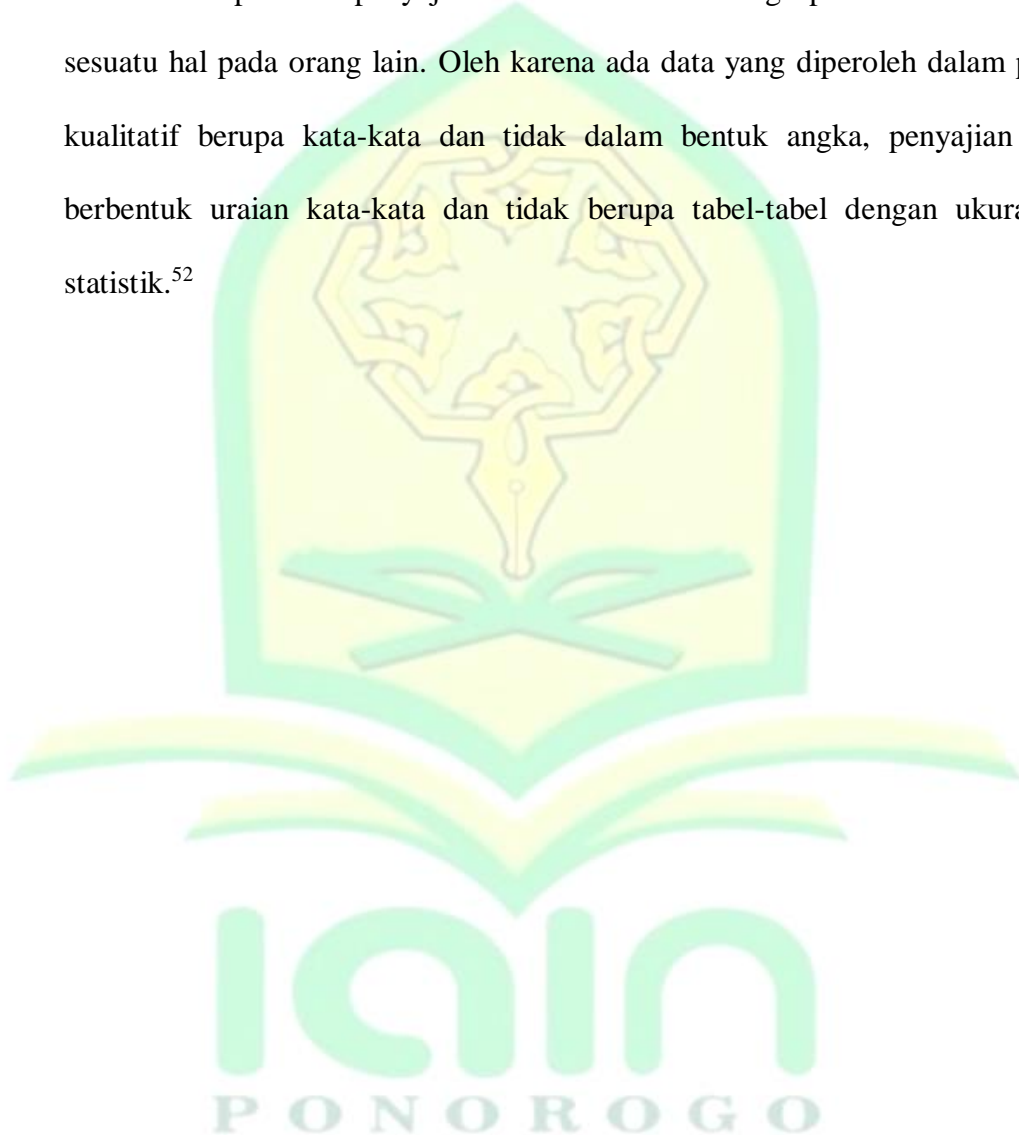 sesuatu hal pada orang lain. Oleh karena ada data yang diperoleh dalam
kualitatif berupa kata-kata dan tidak dalam bentuk angka, penyajian
berbentuk uraian kata-kata dan tidak berupa tabel-tabel dengan
statistik.52
iain
PONOROGO